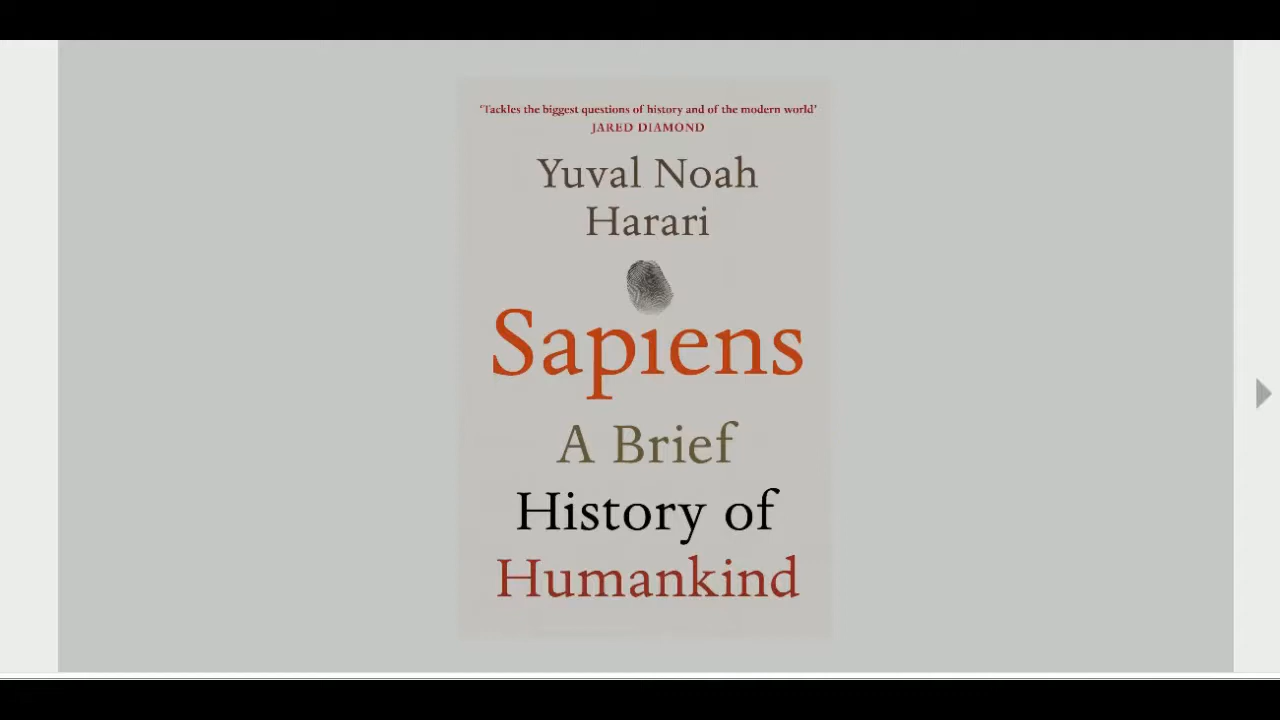 'Tackles the biggest questions of history and of the modern world'
JARED DIAMOND
Yuval Noah
Harari
Sapiens
A Brief
History of
Humankind